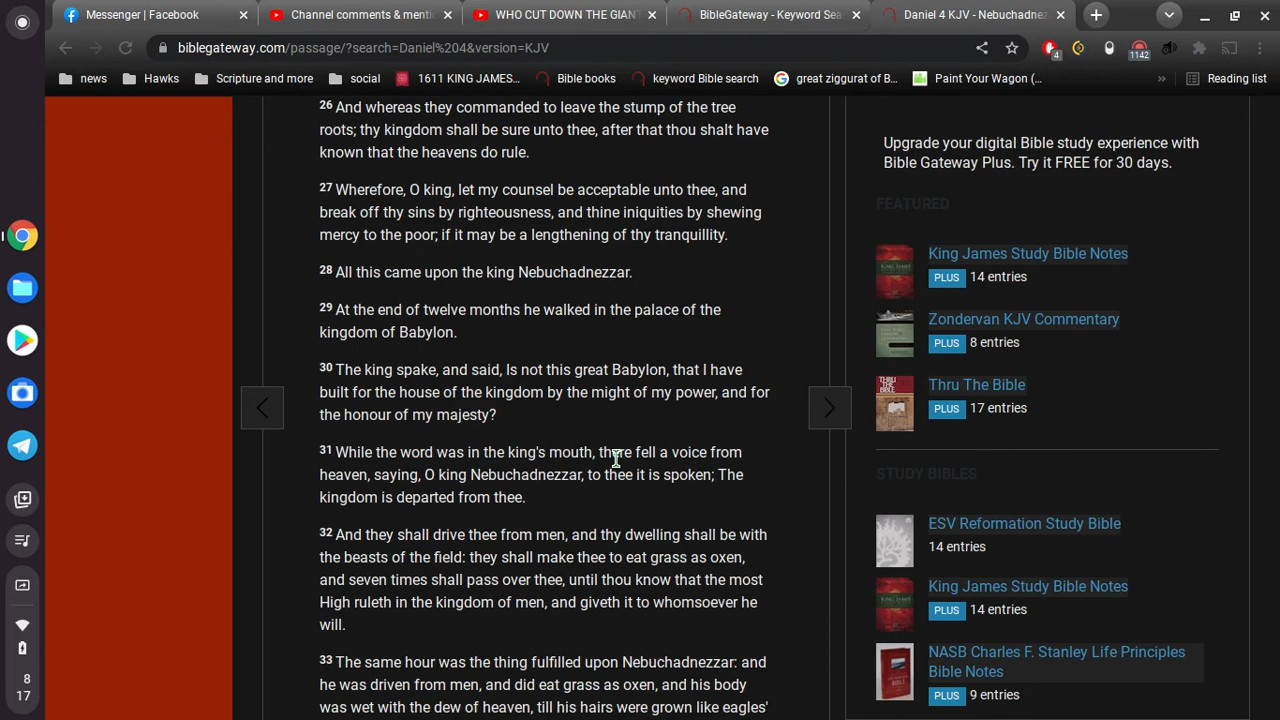 Messenger | Facebook
Channel comments & mentic
WHO CUT DOWN THE GIAN
BibleGateway - Keyword Sea
Daniel 4 KJV - Nebuchadnez
biblegateway.com/passage/?search=Daniel%204&version=KJV
4
1142
news
Hawks
Scripture and more
social
1611 KING JAMES...
Bible books
keyword Bible search
great ziggurat of B...
Paint Your Wagon (...
Reading list
26 And whereas they commanded to leave the stump of the tree
roots; thy kingdom shall be sure unto thee, after that thou shalt have
known that the heavens do rule.
27 Wherefore, O king, let my counsel be acceptable unto thee, and
break off thy sins by righteousness, and thine iniquities by shewing
mercy to the poor; if it may be a lengthening of thy tranquillity.
28 All this came upon the king Nebuchadnezzar.
29 At the end of twelve months he walked in the palace of the
kingdom of Babylon.
30 The king spake, and said, Is not this great Babylon, that I have
built for the house of the kingdom by the might of my power, and for
the honour of my majesty?
31 While the word was in the king's mouth, there fell a voice from
heaven, saying, O king Nebuchadnezzar, to thee it is spoken; The
kingdom is departed from thee.
32 And they shall drive thee from men, and thy dwelling shall be with
the beasts of the field: they shall make thee to eat grass as oxen,
and seven times shall pass over thee, until thou know that the most
High ruleth in the kingdom of men, and giveth it to whomsoever he
will.
33 The same hour was the thing fulfilled upon Nebuchadnezzar: and
he was driven from men, and did eat grass as oxen, and his body
was wet with the dew of heaven, till his hairs were grown like eagles'
Upgrade your digital Bible study experience with
Bible Gateway Plus. Try it FREE for 30 days.
FEATURED
King James Study Bible Notes
PLUS 14 entries
Zondervan KJV Commentary
PLUS 8 entries
THRU THE BIBLE
Thru The Bible
PLUS 17 entries
STUDY BIBLES
ESV Reformation Study Bible
14 entries
King James Study Bible Notes
PLUS 14 entries
NASB Charles F. Stanley Life Principles
Bible Notes
PLUS 9 entries
8
17